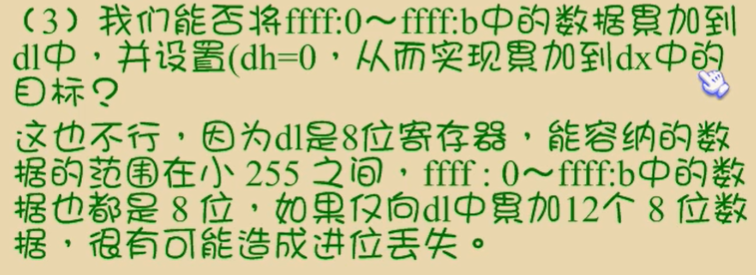 （3）我们能否将ffff:0～ffff:b中的数据累加到
dl中，并设置(dh=0，从而实现累加到dx中的
目标？
这也不行，因为dl是8位寄存器，能容纳的数
据的范围在小 255 之间，ffff : 0～ffff:b中的数
据也都是 8 位，如果仅向dl中累加12个 8 位数
据，很有可能造成进位丢失。